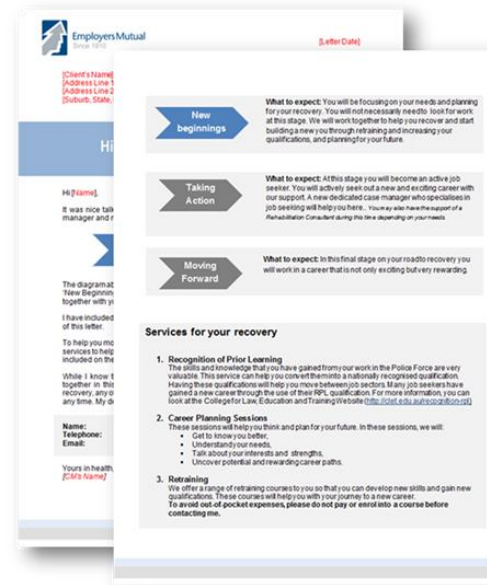 EmployersMutual
Since 1910
[Letter Date]
[Client's Name]
[Address Line 1
[Address Line 2
[Suburb, State,
Hi
Hi [Name],
It was nice talk
manager and r
The diagram ab
'New Beginnin
together with yo
I have included
of this letter.
To help you mo
services to help
included on the
While I know t
together in this
recovery, any d
any time. My d
Name:
Telephone:
Email:
Yours in health,
[CM's Name]
New
beginnings
What to expect: You will be focusing on your needs and planning
for your recovery. You will not necessarily need to look for work
at this stage. We will work together to help you recover and start
building a new you through retraining and increasing your
qualifications, and planning for your future.
Taking
Action
What to expect: At this stage you will become an active job
seeker. You will actively seek out a new and exciting career with
our support. A new dedicated case manager who specialises in
job seeking will help you here.. You may also have the support of a
Rehabilitation Consultant during this time depending on your needs.
Moving
Forward
What to expect: In this final stage on your road to recovery you
will work in a career that is not only exciting but very rewarding.
Services for your recovery
1. Recognition of Prior Learning
The skills and knowledge that you have gained from your work in the Police Force are very
valuable. This service can help you convert them into a nationally recognised qualification.
Having these qualifications will help you move between job sectors. Many job seekers have
gained a new career through the use of their RPL qualification. For more information, you can
look at the College for Law, Education and Training Website (http://clet.edu.au/recognition-rpl)
2. Career Planning Sessions
These sessions will help you think and plan for your future. In these sessions, we will:
• Get to know you better,
• Understand your needs,
• Talk about your interests and strengths,
• Uncover potential and rewarding career paths.
3. Retraining
We offer a range of retraining courses to you so that you can develop new skills and gain new
qualifications. These courses will help you with your journey to a new career.
To avoid out-of-pocket expenses, please do not pay or enrol into a course before
contacting me.